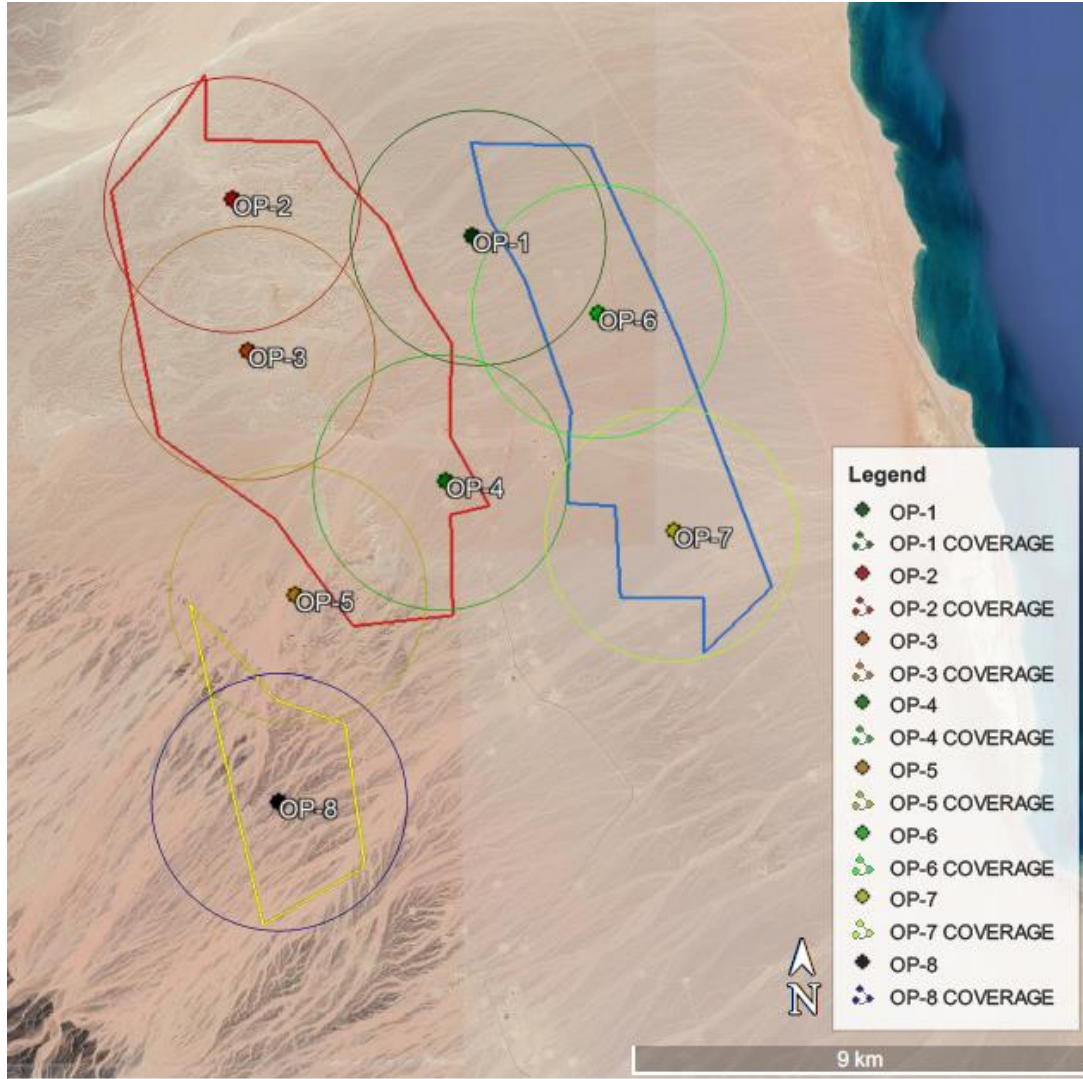 OP-2
OP-1
OP-6
OP-3
OP-4
OP-7
OP-5
OP-8
Legend
OP-1
OP-1 COVERAGE
OP-2
OP-2 COVERAGE
OP-3
OP-3 COVERAGE
OP-4
OP-4 COVERAGE
OP-5
OP-5 COVERAGE
OP-6
OP-6 COVERAGE
OP-7
OP-7 COVERAGE
OP-8
OP-8 COVERAGE
N
9 km